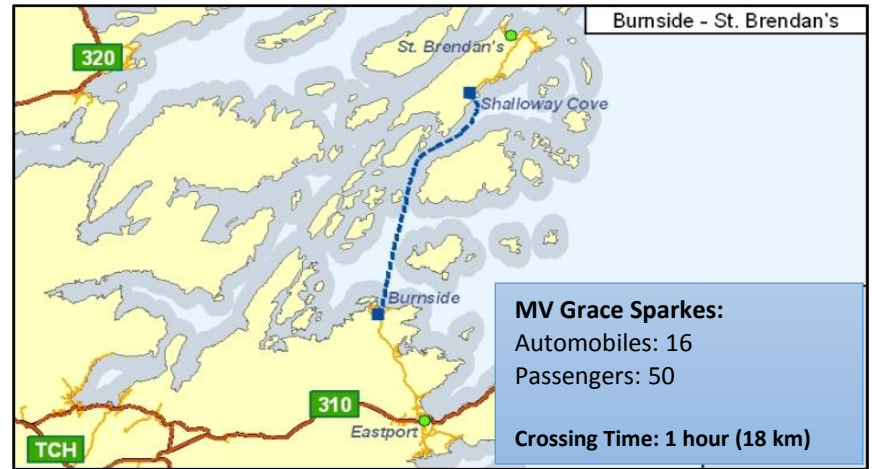 Burnside - St. Brendan's
320
St. Brendan's
Shalloway Cove
Burnside
MV Grace Sparkes:
Automobiles: 16
Passengers: 50
Crossing Time: 1 hour (18 km)
310
Eastport
TCH